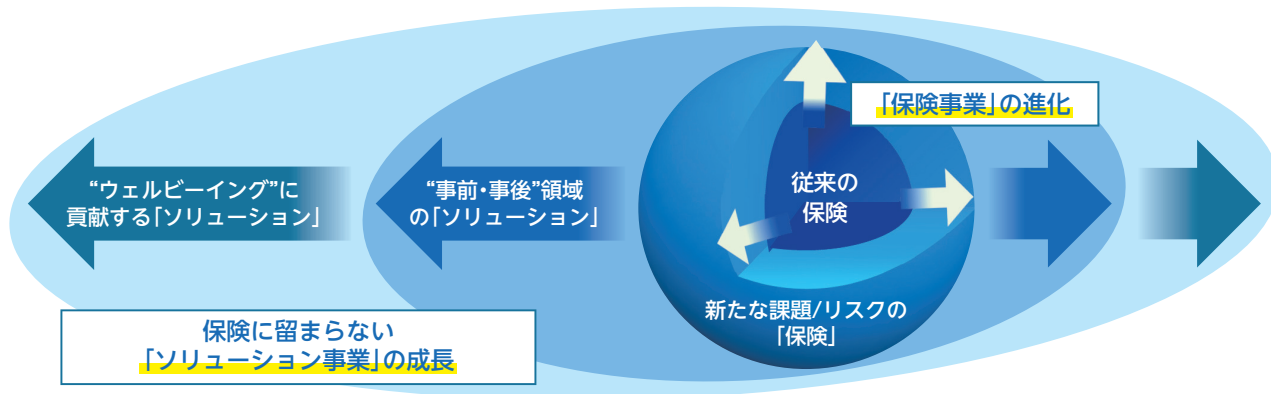 「保険事業」の進化
“ウェルビーイング”に
貢献する「ソリューション」
“事前・事後”領域
の「ソリューション」
従来の
保険
新たな課題/リスクの
「保険」
保険に留まらない
「ソリューション事業」の成長